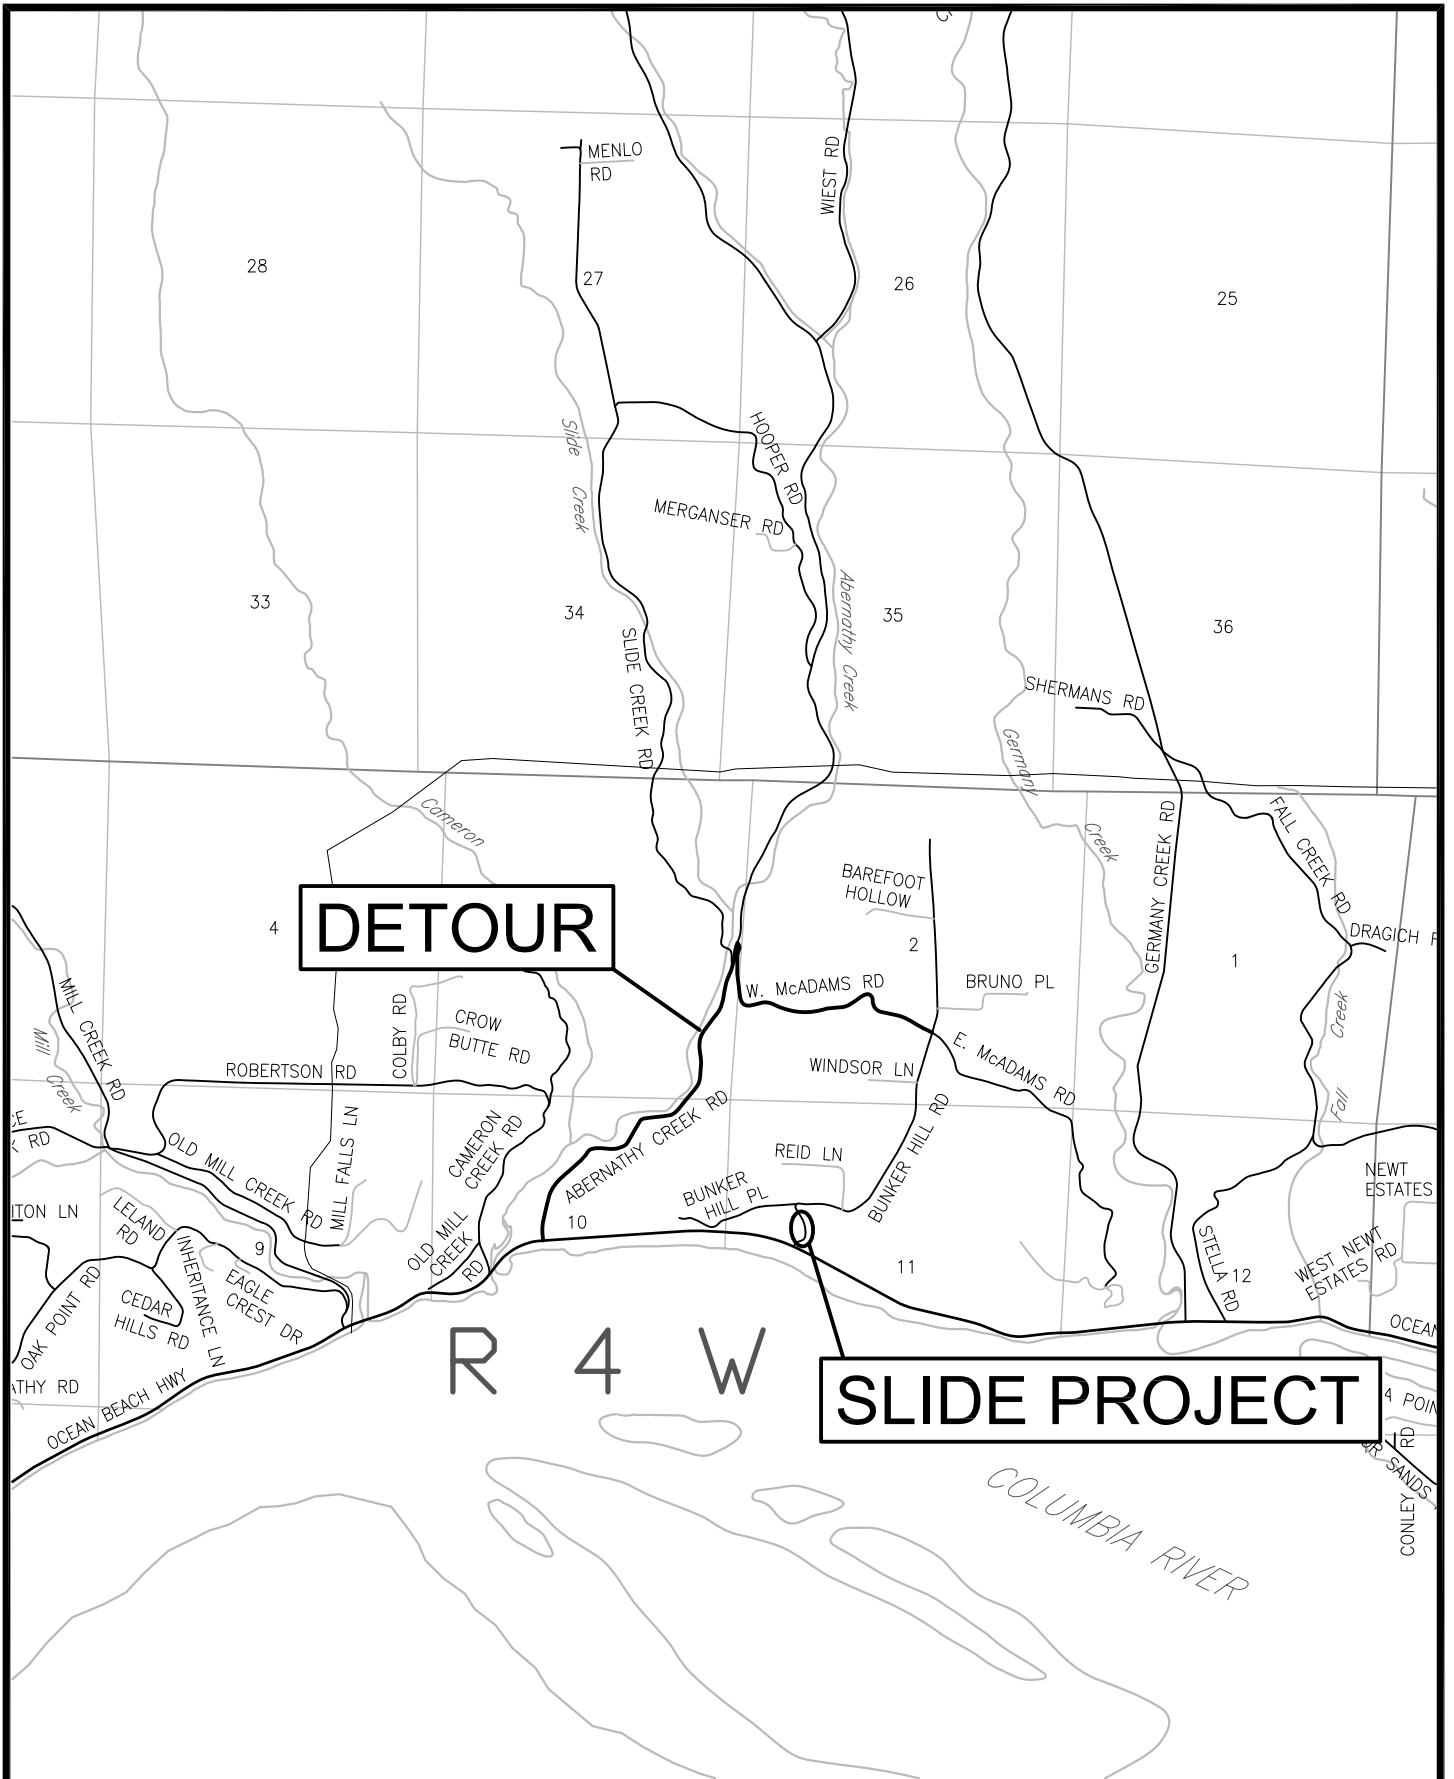 MENLO
RD
WIEST RD
28
27
26
25
HOOPER RD
Slide Creek
MERGANSER RD
Abernathy Creek
33
34
35
36
SLIDE CREEK RD
SHERMANS RD
Germany Creek
Cameron
GERMANY CREEK RD
FALL CREEK RD
BAREFOOT
HOLLOW
4
DETOUR
2
1
DRAGICH
W. McADAMS RD
BRUNO PL
MILL CREEK RD
Mill Creek
COLBY RD
CROW
BUTTE RD
E. McADAMS RD
Fall Creek
ROBERTSON RD
WINDSOR LN
ABERNATHY CREEK RD
BUNKER HILL RD
RD
OLD MILL CREEK RD
MILL FALLS LN
CAMERON
CREEK RD
REID LN
NEWT
ESTATES
BUNKER
HILL PL
LN
LELAND
RD
10
9
INHERITANCE LN
OLD MILL
CREEK
RD
STELLA RD
WEST NEWT
ESTATES RD
11
12
EAGLE
CREST DR
CEDAR
HILLS RD
OAK POINT RD
OCEAN
RD
OCEAN BEACH HWY
R 4 W
SLIDE PROJECT
CONLEY RD
SANDS
COLUMBIA RIVER